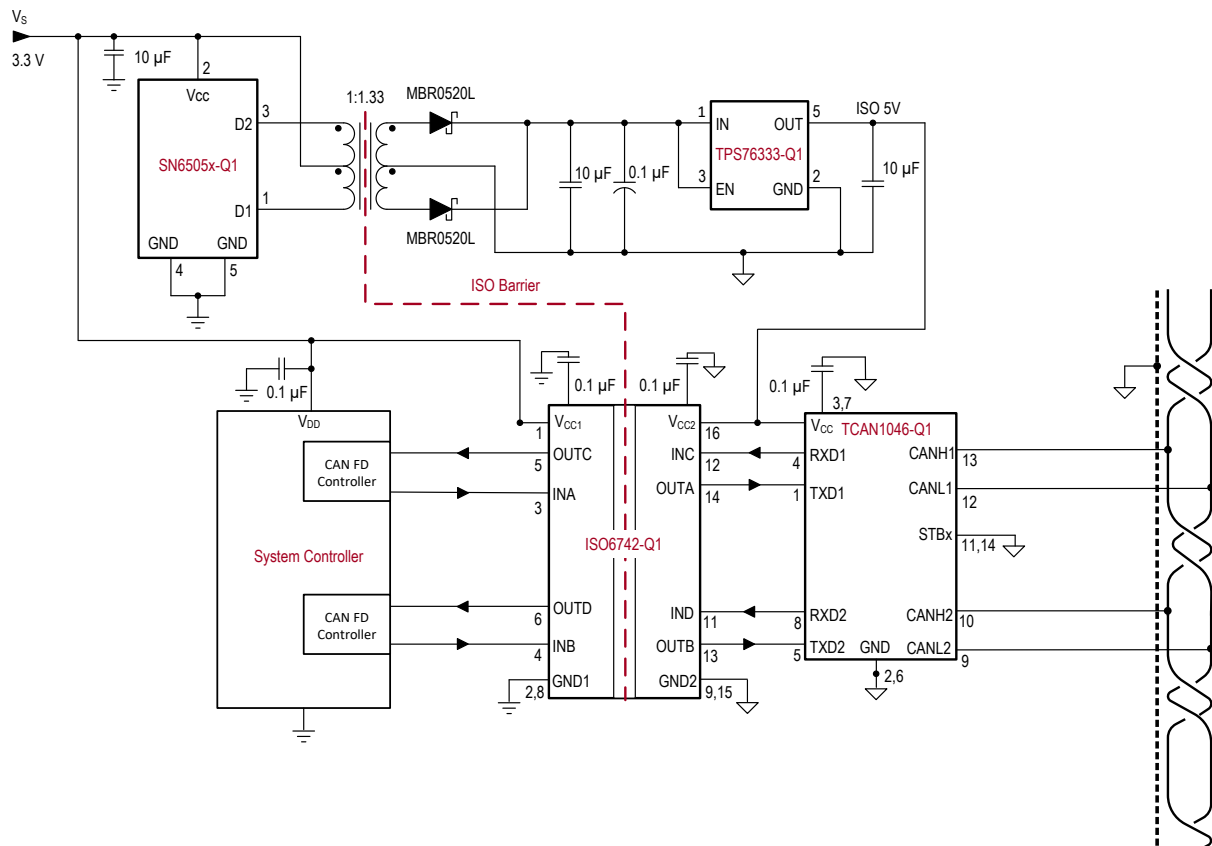 VS
3.3 V
10 µF
2
Vcc
D2
3
SN6505x-Q1
D1
1
GND
GND
4
5
1:1.33
MBR0520L
MBR0520L
10 µF
0.1 µF
1
IN
OUT
5
TPS76333-Q1
3
EN
GND
2
ISO 5V
10 µF
ISO Barrier
0.1 µF
VDD
CAN FD
Controller
System Controller
CAN FD
Controller
0.1 µF
0.1 µF
VCC1
1
OUTC
5
INA
3
ISO6742-Q1
OUTD
6
INB
4
GND1
2,8
VCC2
16
INC
12
OUTA
14
IND
11
OUTB
13
GND2
9,15
0.1 µF
3,7
VCC
TCAN1046-Q1
RXD1
4
TXD1
1
RXD2
8
TXD2
5
GND
2,6
CANH1
13
CANL1
12
STBx
11,14
CANH2
10
CANL2
9